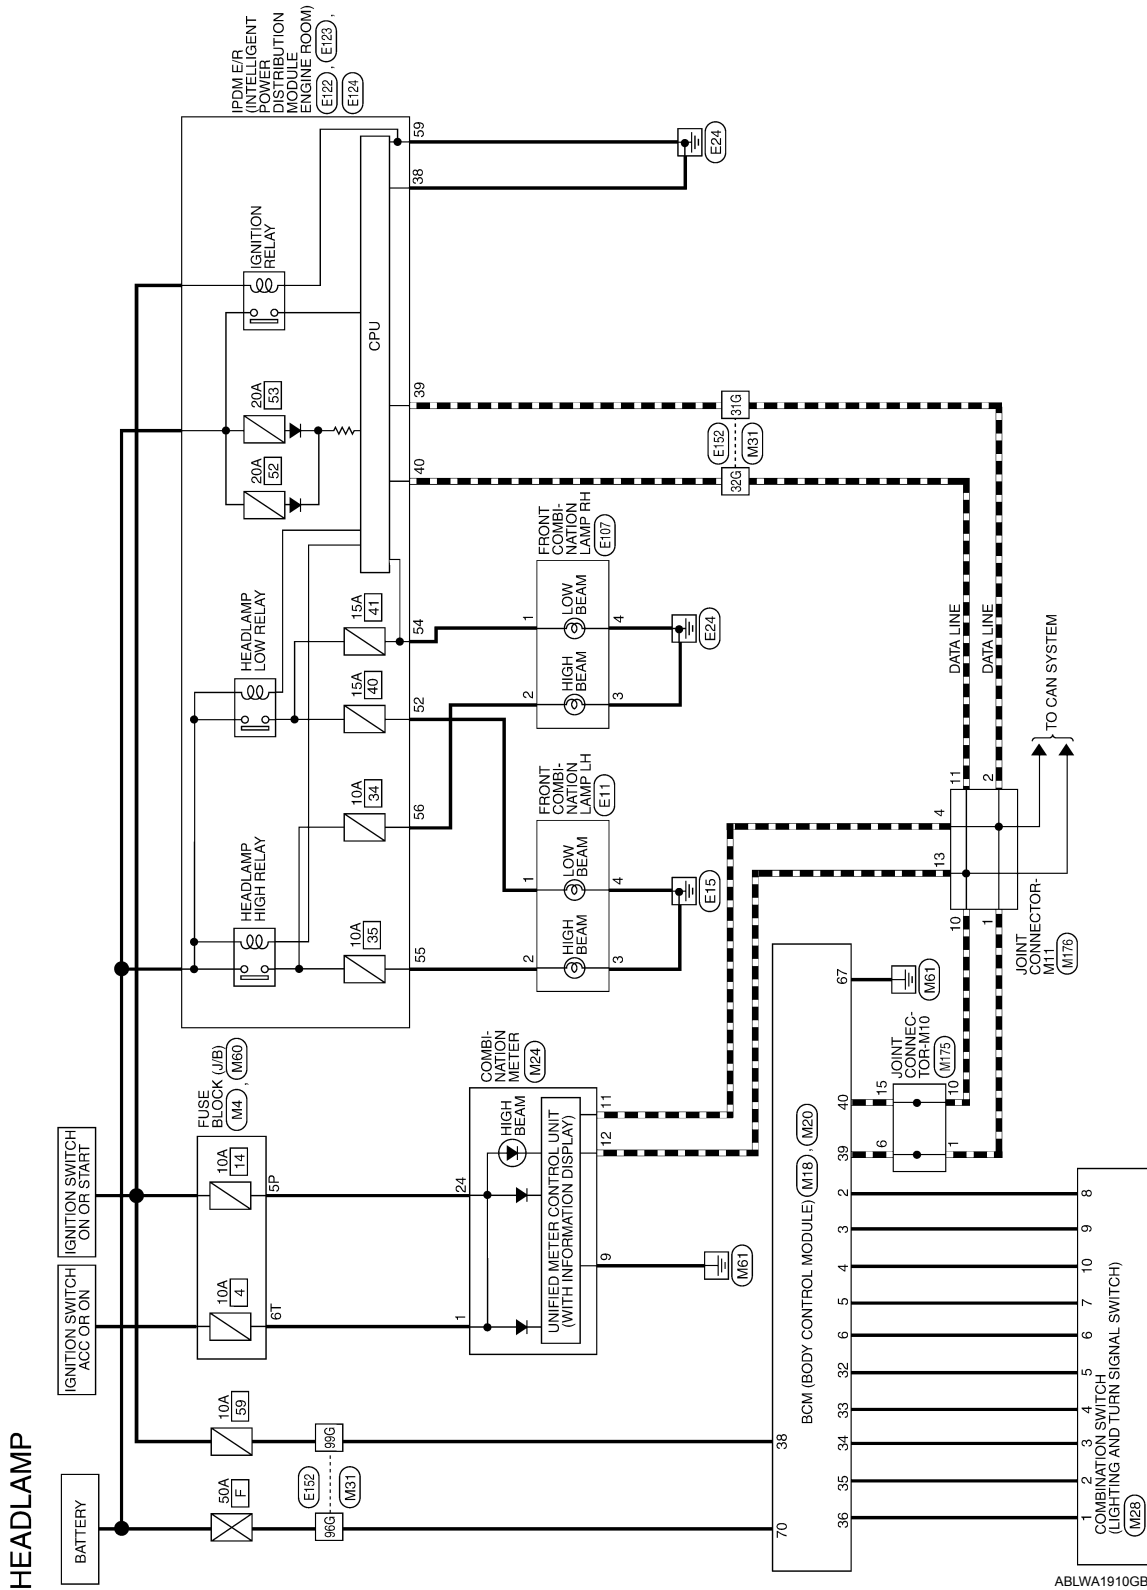 HEADLAMP
BATTERY
IGNITION SWITCH
ACC OR ON
IGNITION SWITCH
ON OR START
50A
F
10A
59
10A
4
10A
14
FUSE
BLOCK (J/B)
M4 , M60
96G
E152
M31
99G
6T
5P
IPDM E/R
(INTELLIGENT
POWER
DISTRIBUTION
MODULE
ENGINE ROOM)
E122 , E123 ,
E124
HEADLAMP
HIGH RELAY
HEADLAMP
LOW RELAY
20A
52
20A
53
IGNITION
RELAY
10A
35
10A
34
15A
40
15A
41
CPU
55
56
52
54
40
39
38
59
COMBI-
NATION
METER
M24
1
24
HIGH
BEAM
UNIFIED METER CONTROL UNIT
(WITH INFORMATION DISPLAY)
9
12
11
M61
FRONT
COMBI-
NATION
LAMP LH
E11
2
1
HIGH
BEAM
LOW
BEAM
3
4
E15
FRONT
COMBI-
NATION
LAMP RH
E107
2
1
HIGH
BEAM
LOW
BEAM
3
4
E24
32G
E152
M31
31G
E24
70
38
BCM (BODY CONTROL MODULE) M18 , M20
36
35
34
33
32
6
5
4
3
2
39
40
67
M61
6
15
JOINT
CONNEC-
TOR-M10
M175
1
10
10
1
13
4
11
2
JOINT
CONNECTOR-
M11
M176
DATA LINE
DATA LINE
TO CAN SYSTEM
1
2
3
4
5
6
7
10
9
8
COMBINATION SWITCH
(LIGHTING AND TURN SIGNAL SWITCH)
M28
ABLWA1910GB